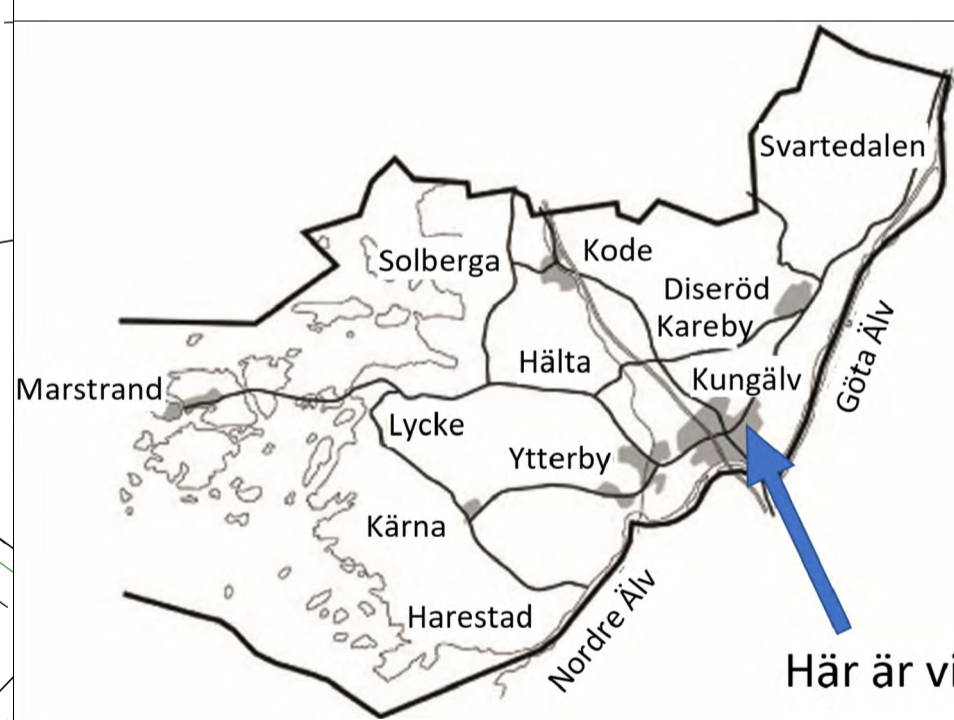 Svartedalen
Solberga
Kode
Diseröd
Kareby
Hälta
Marstrand
Kungälv
Göta Älv
Lycke
Ytterby
Kärna
Harestad
Nordre Älv
Här är vi